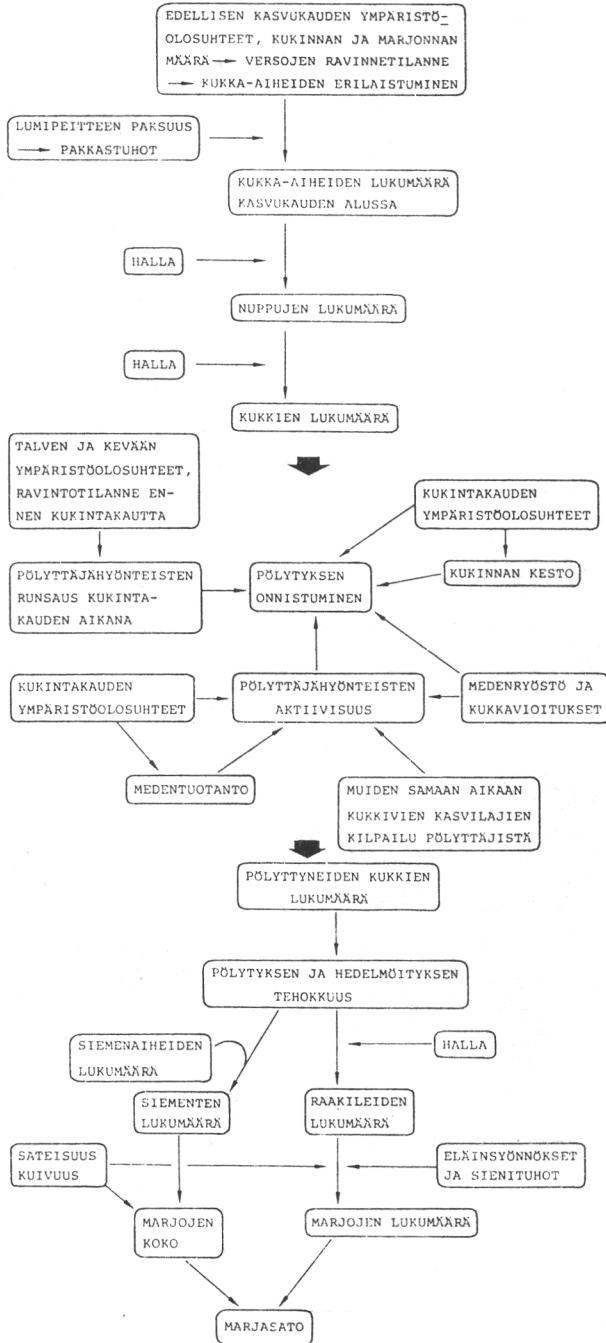 EDELLISEN KASVUKAUDEN YMPÄRISTÖ-
OLOSUHTEET, KUKINNAN JA MARJONNAN
MÄÄRÄ → VERSOJEN RAVINNETILANNE
→ KUKKA-AIHEIDEN ERILAISTUMINEN
LUMIPEITTEEN PAKSUUS
→ PAKKASTUHOT
KUKKA-AIHEIDEN LUKUMÄÄRÄ
KASVUKAUDEN ALUSSA
HALLA
NUPPUJEN LUKUMÄÄRÄ
HALLA
KUKKIEN LUKUMÄÄRÄ
TALVEN JA KEVÄÄN
YMPÄRISTÖOLOSUHTEET,
RAVINTOTILANNE EN-
NEN KUKINTAKAUTTA
KUKINTAKAUDEN
YMPÄRISTÖOLOSUHTEET
PÖLYTTÄJÄHYÖNTEISTEN
RUNSAUS KUKINTA-
KAUDEN AIKANA
PÖLYTYKSEN
ONNISTUMINEN
KUKINNAN KESTO
KUKINTAKAUDEN
YMPÄRISTÖOLOSUHTEET
PÖLYTTÄJÄHYÖNTEISTEN
AKTIIVISUUS
MEDENRYÖSTÖ JA
KUKKAVIOITUKSET
MEDENTUOTANTO
MUIDEN SAMAAN AIKAAN
KUKKIVIEN KASVILAJIEN
KILPAILU PÖLYTTÄJISTÄ
PÖLYTTYNEIDEN KUKKIEN
LUKUMÄÄRÄ
PÖLYTYKSEN JA HEDELMÖITYKSEN
TEHOKKUUS
SIEMENAIHEIDEN
LUKUMÄÄRÄ
HALLA
SIEMENTEN
LUKUMÄÄRÄ
RAAKILEIDEN
LUKUMÄÄRÄ
SATEISUUS
KUIVUUS
ELÄINSYÖNNÖKSET
JA SIENITUHOT
MARJOJEN
KOKO
MARJOJEN LUKUMÄÄRÄ
MARJASATO